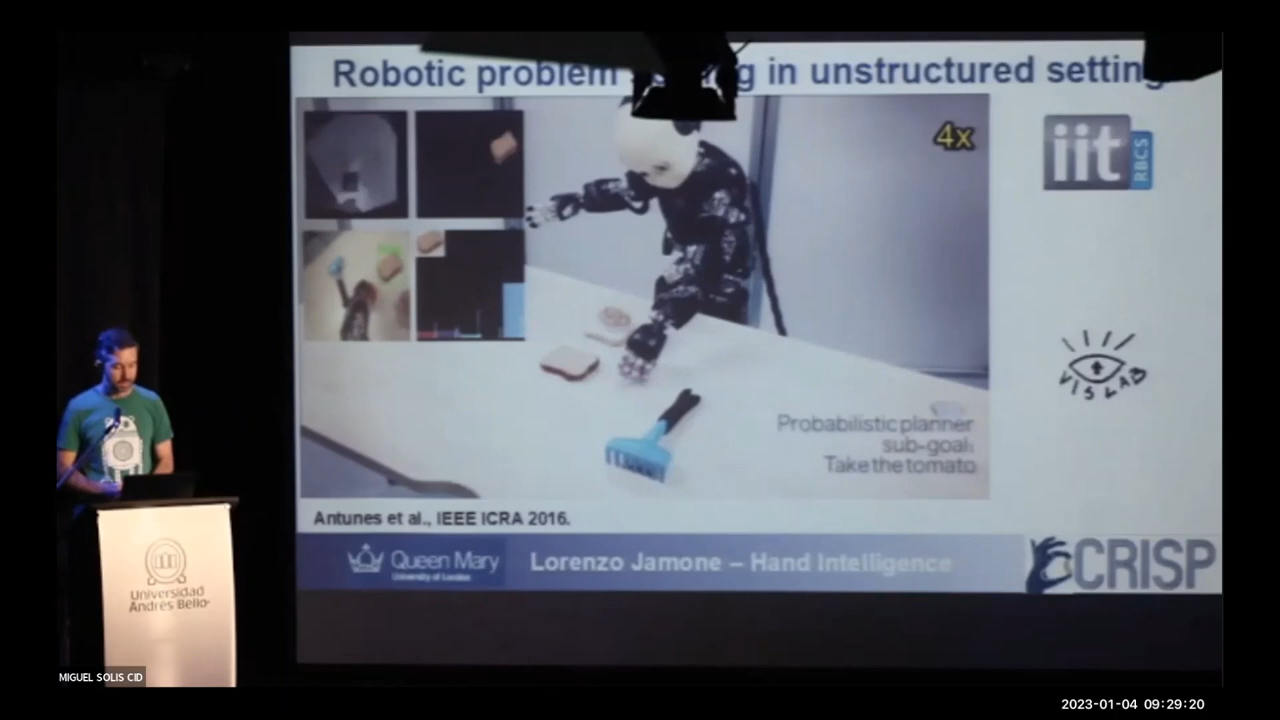 Robotic problem g in unstructured setting
4x
iit
RBCS
VISLAB
Probabilistic planner
sub-goal:
Take the tomato
Antunes et al., IEEE ICRA 2016.
Queen Mary
University of London
Lorenzo Jamone – Hand Intelligence
CRISP
Universidad
Andrés Bello
MIGUEL SOLIS CID
2023-01-04 09:29:20